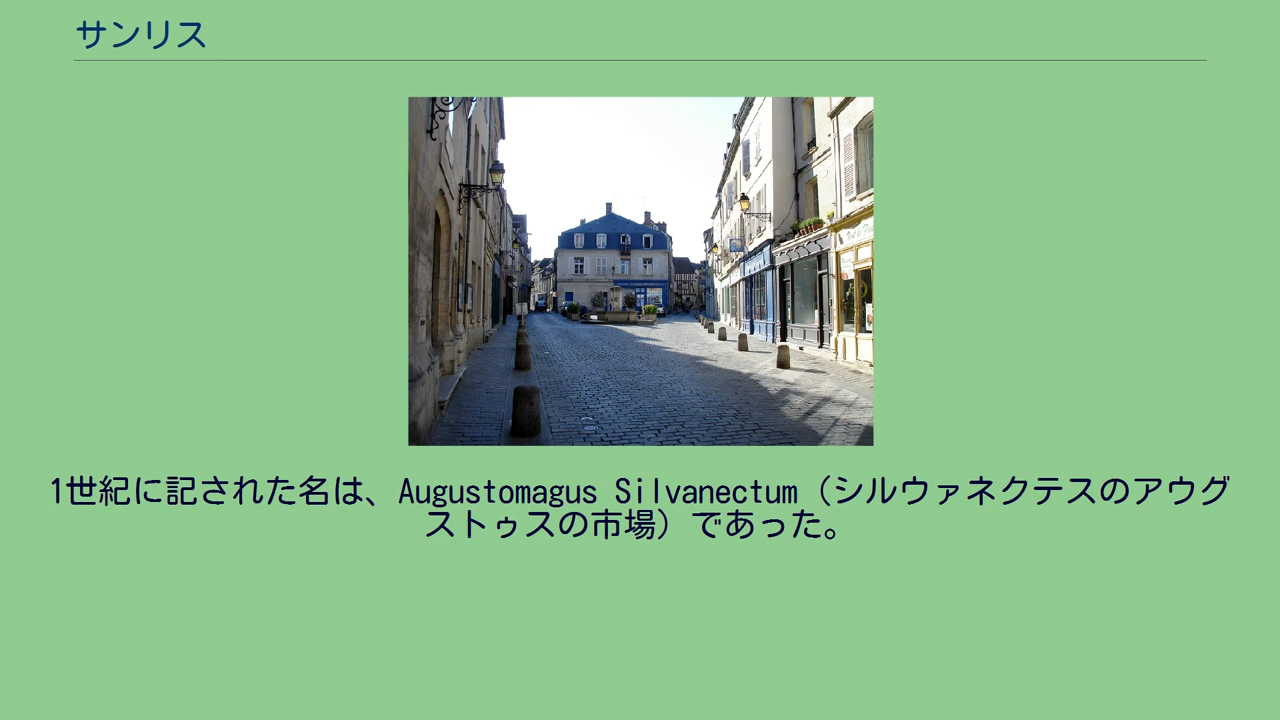 サンリス
1世紀に記された名は、Augustomagus Silvanectum（シルウァネクテスのアウグ
ストゥスの市場）であった。